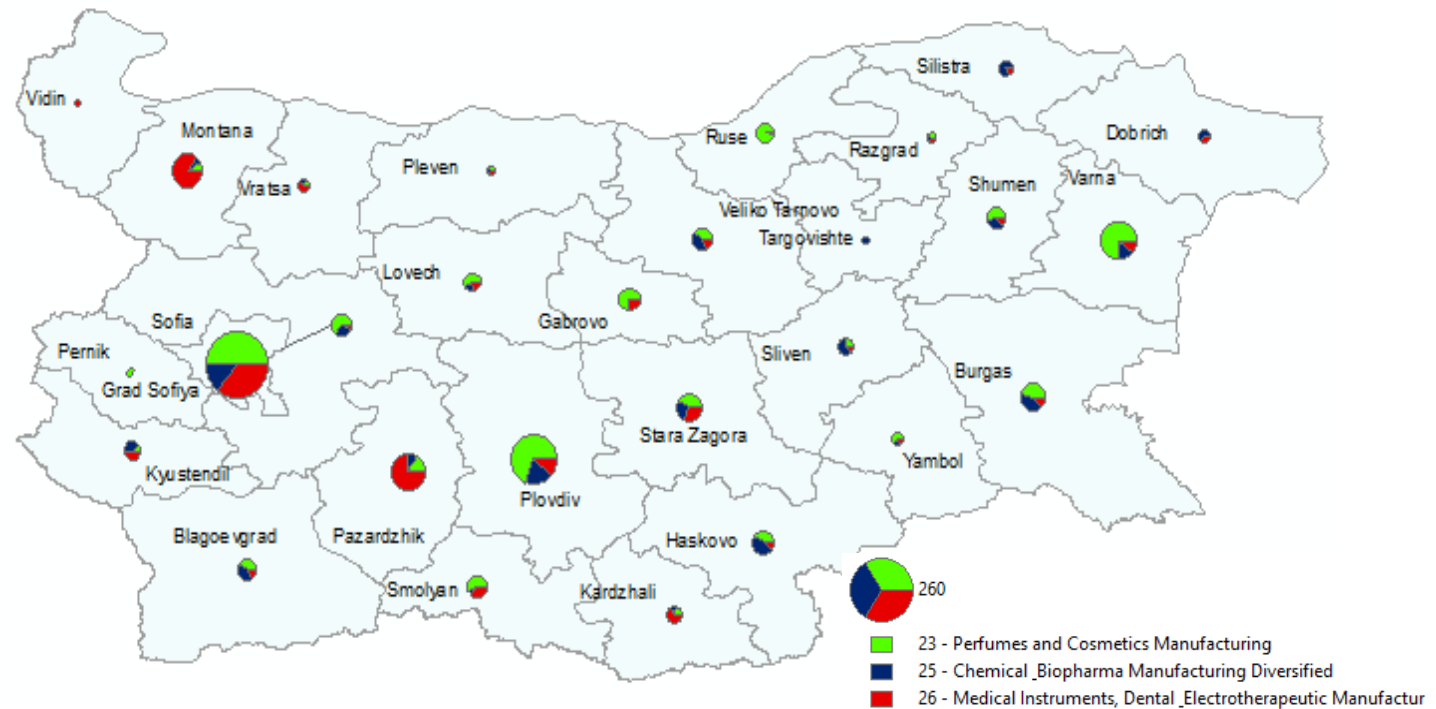 Silistra
Vidin
Montana
Ruse
Dobrich
Razgrad
Pleven
Vratsa
Shumen
Varna
Veliko Tarnovo
Targovishte
Lovech
Gabrovo
Sofia
Pernik
Sliven
Burgas
Grad Sofiya
Stara Zagora
Yambol
Kyustendil
Plovdiv
Blagoevgrad
Pazardzhik
Haskovo
Smolyan
Kardzhali
260
23 - Perfumes and Cosmetics Manufacturing
25 - Chemical _Biopharma Manufacturing Diversified
26 - Medical Instruments, Dental _Electrotherapeutic Manufactur